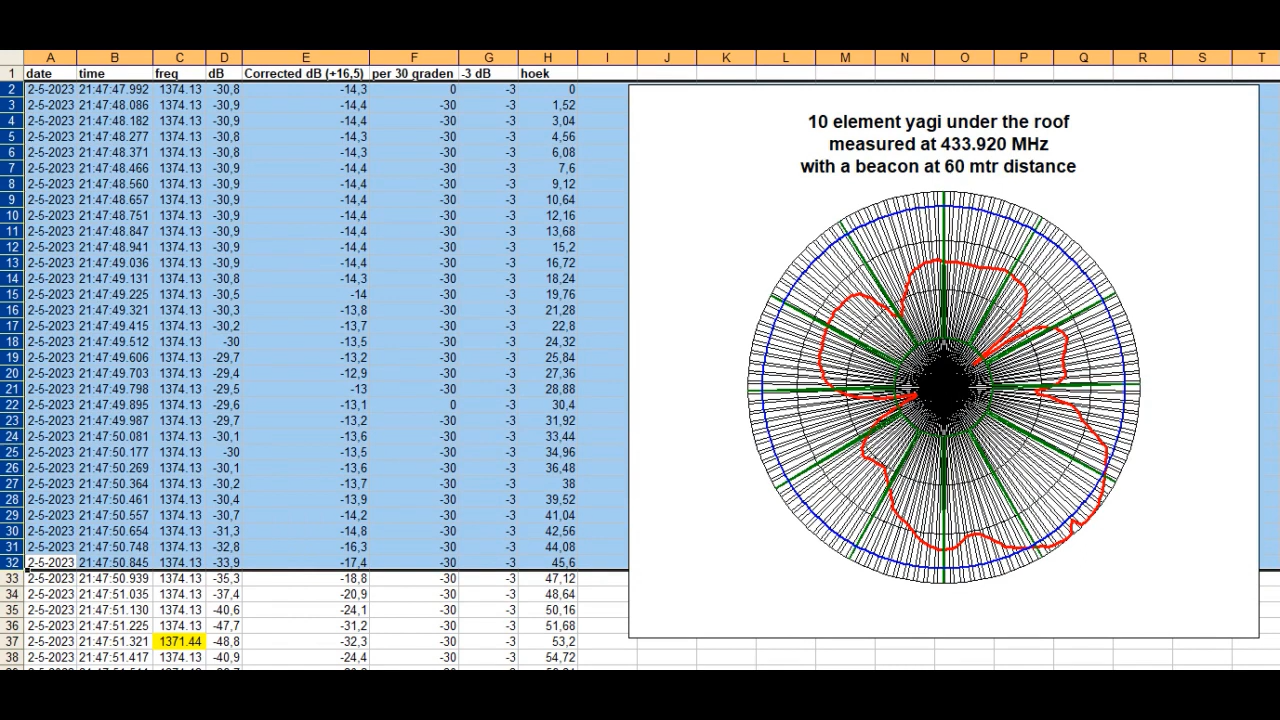 A B C D E F G H I J K L M N O P Q R S T
1 date time freq dB Corrected dB (+16,5) per 30 graden -3 dB hoek
2 2-5-2023 21:47:47.992 1374.13 -30,8 -14,3 0 -3 0
3 2-5-2023 21:47:48.086 1374.13 -30,9 -14,4 -30 -3 1,52
4 2-5-2023 21:47:48.182 1374.13 -30,9 -14,4 -30 -3 3,04
5 2-5-2023 21:47:48.277 1374.13 -30,8 -14,3 -30 -3 4,56
6 2-5-2023 21:47:48.371 1374.13 -30,8 -14,3 -30 -3 6,08
7 2-5-2023 21:47:48.466 1374.13 -30,9 -14,4 -30 -3 7,6
8 2-5-2023 21:47:48.560 1374.13 -30,9 -14,4 -30 -3 9,12
9 2-5-2023 21:47:48.657 1374.13 -30,9 -14,4 -30 -3 10,64
10 2-5-2023 21:47:48.751 1374.13 -30,9 -14,4 -30 -3 12,16
11 2-5-2023 21:47:48.847 1374.13 -30,9 -14,4 -30 -3 13,68
12 2-5-2023 21:47:48.941 1374.13 -30,9 -14,4 -30 -3 15,2
13 2-5-2023 21:47:49.036 1374.13 -30,9 -14,4 -30 -3 16,72
14 2-5-2023 21:47:49.131 1374.13 -30,8 -14,3 -30 -3 18,24
15 2-5-2023 21:47:49.225 1374.13 -30,5 -14 -30 -3 19,76
16 2-5-2023 21:47:49.321 1374.13 -30,3 -13,8 -30 -3 21,28
17 2-5-2023 21:47:49.415 1374.13 -30,2 -13,7 -30 -3 22,8
18 2-5-2023 21:47:49.512 1374.13 -30 -13,5 -30 -3 24,32
19 2-5-2023 21:47:49.606 1374.13 -29,7 -13,2 -30 -3 25,84
20 2-5-2023 21:47:49.703 1374.13 -29,4 -12,9 -30 -3 27,36
21 2-5-2023 21:47:49.798 1374.13 -29,5 -13 -30 -3 28,88
22 2-5-2023 21:47:49.895 1374.13 -29,6 -13,1 0 -3 30,4
23 2-5-2023 21:47:49.987 1374.13 -29,7 -13,2 -30 -3 31,92
24 2-5-2023 21:47:50.081 1374.13 -30,1 -13,6 -30 -3 33,44
25 2-5-2023 21:47:50.177 1374.13 -30 -13,5 -30 -3 34,96
26 2-5-2023 21:47:50.269 1374.13 -30,1 -13,6 -30 -3 36,48
27 2-5-2023 21:47:50.364 1374.13 -30,2 -13,7 -30 -3 38
28 2-5-2023 21:47:50.461 1374.13 -30,4 -13,9 -30 -3 39,52
29 2-5-2023 21:47:50.557 1374.13 -30,7 -14,2 -30 -3 41,04
30 2-5-2023 21:47:50.654 1374.13 -31,3 -14,8 -30 -3 42,56
31 2-5-2023 21:47:50.748 1374.13 -32,8 -16,3 -30 -3 44,08
32 2-5-2023 21:47:50.845 1374.13 -33,9 -17,4 -30 -3 45,6
33 2-5-2023 21:47:50.939 1374.13 -35,3 -18,8 -30 -3 47,12
34 2-5-2023 21:47:51.035 1374.13 -37,4 -20,9 -30 -3 48,64
35 2-5-2023 21:47:51.130 1374.13 -40,6 -24,1 -30 -3 50,16
36 2-5-2023 21:47:51.225 1374.13 -47,7 -31,2 -30 -3 51,68
37 2-5-2023 21:47:51.321 1371.44 -48,8 -32,3 -30 -3 53,2
38 2-5-2023 21:47:51.417 1374.13 -40,9 -24,4 -30 -3 54,72
10 element yagi under the roof
measured at 433.920 MHz
with a beacon at 60 mtr distance